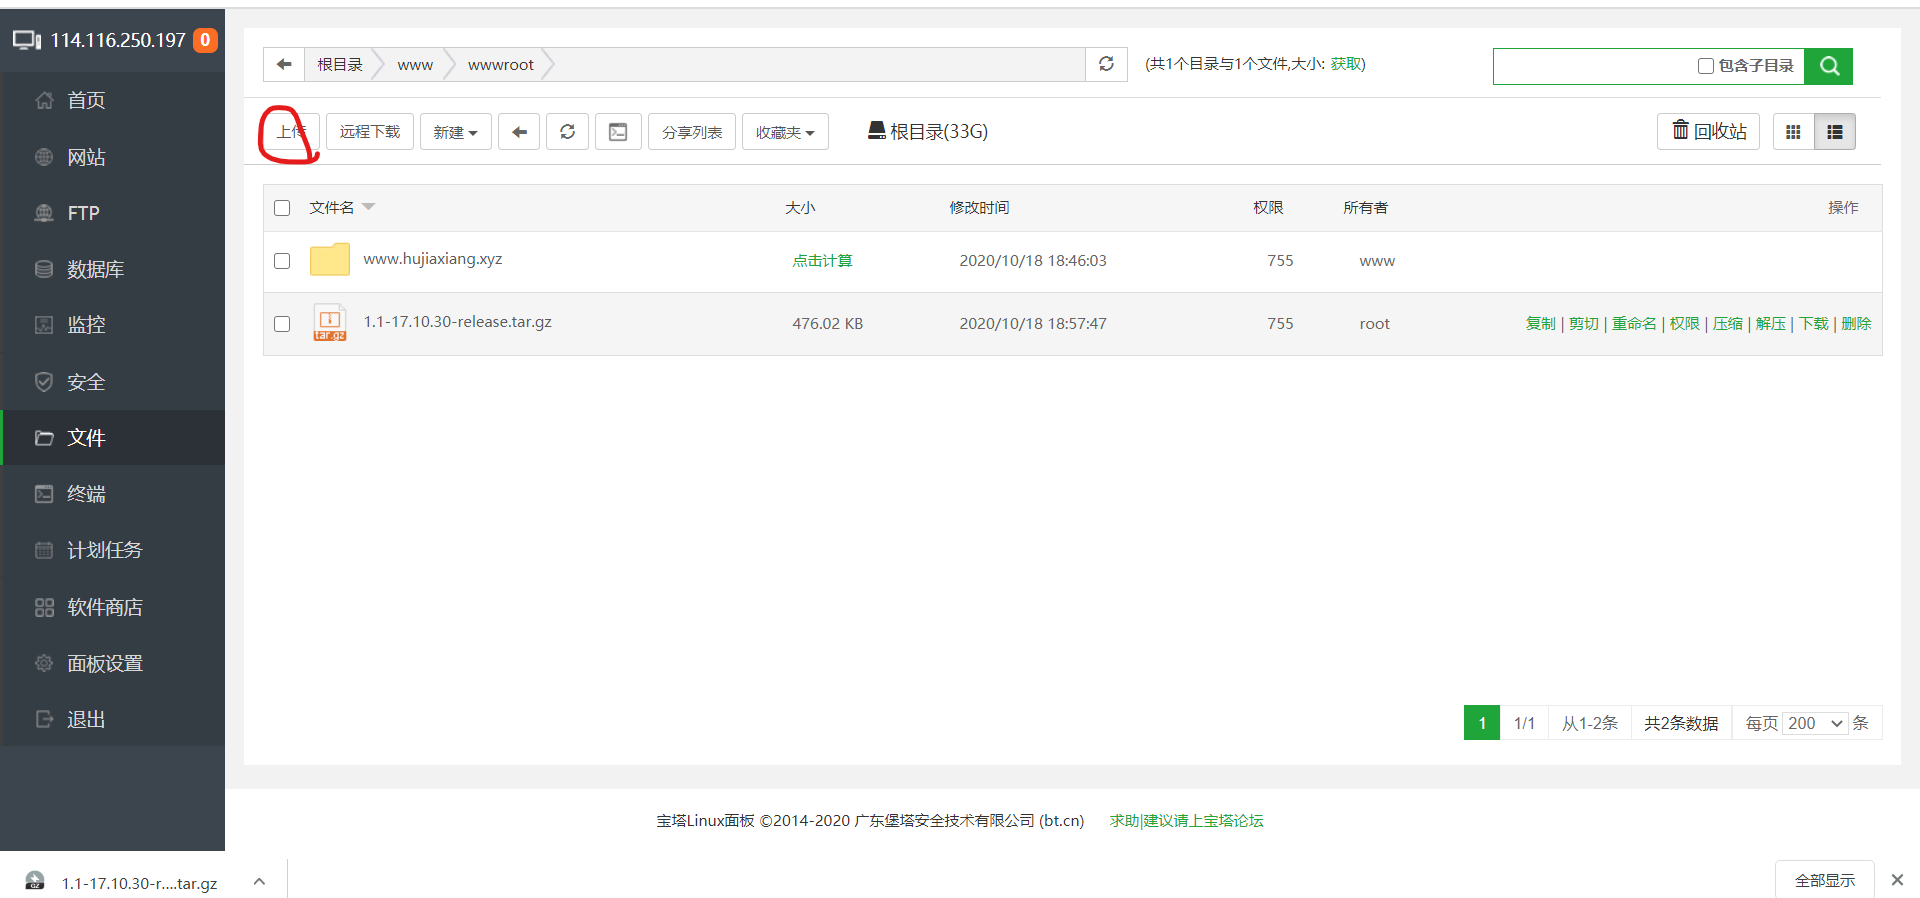 114.116.250.197 0
首页
网站
FTP
数据库
监控
安全
文件
终端
计划任务
软件商店
面板设置
退出
根目录 www wwwroot (共1个目录与1个文件,大小: 获取) 包含子目录
上传 远程下载 新建 分享列表 收藏夹 根目录(33G) 回收站
文件名 大小 修改时间 权限 所有者 操作
www.hujiaxiang.xyz 点击计算 2020/10/18 18:46:03 755 www
tar.gz 1.1-17.10.30-release.tar.gz 476.02 KB 2020/10/18 18:57:47 755 root 复制 | 剪切 | 重命名 | 权限 | 压缩 | 解压 | 下载 | 删除
1 1/1 从1-2条 共2条数据 每页 200 条
宝塔Linux面板 ©2014-2020 广东堡塔安全技术有限公司 (bt.cn) 求助|建议请上宝塔论坛
GZ 1.1-17.10.30-r....tar.gz 全部显示